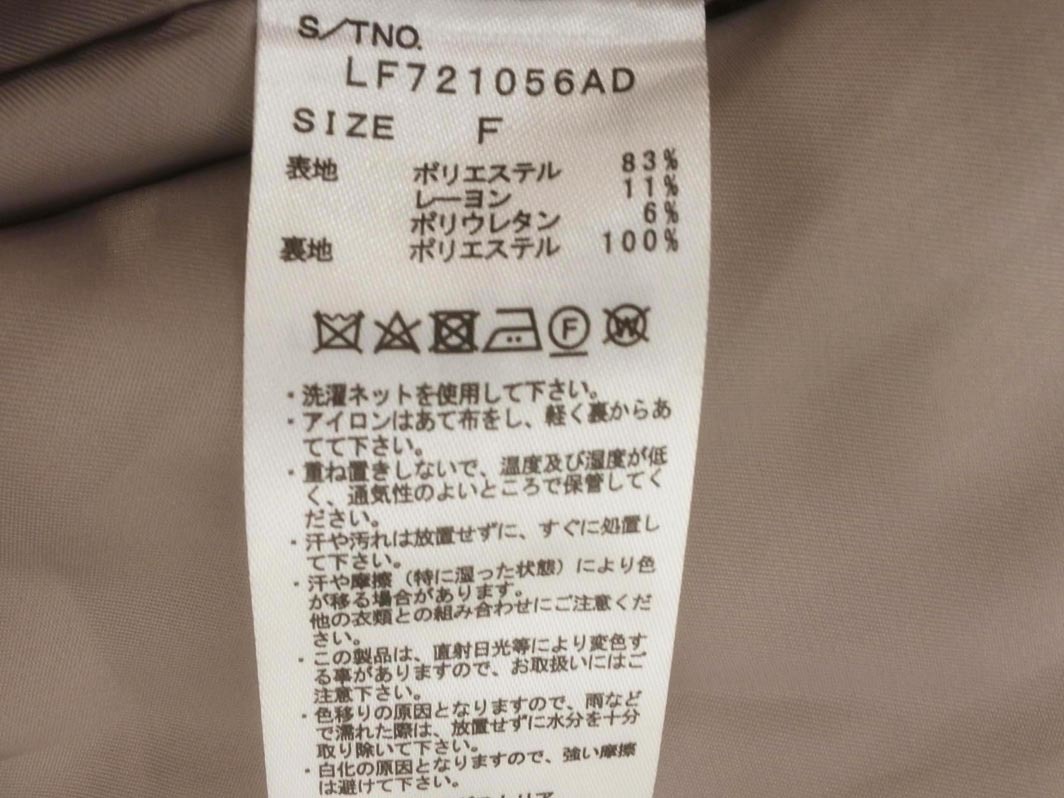 S/TNO.
LF721056AD
SIZE F
表地 ポリエステル 83%
レーヨン 11%
ポリウレタン 6%
裏地 ポリエステル 100%
F W
・洗濯ネットを使用して下さい。
・アイロンはあて布をし、軽く裏からあ
てて下さい。
・重ね置きしないで、温度及び湿度が低
く、通気性のよいところで保管してく
ださい。
・汗や汚れは放置せずに、すぐに処置し
て下さい。
・汗や摩擦（特に湿った状態）により色
が移る場合があります。
他の衣類との組み合わせにご注意くだ
さい。
・この製品は、直射日光等により変色す
る事がありますので、お取扱いにはご
注意下さい。
・色移りの原因となりますので、雨など
で濡れた際は、放置せずに水分を十分
取り除いて下さい。
・白化の原因となりますので、強い摩擦
は避けて下さい。